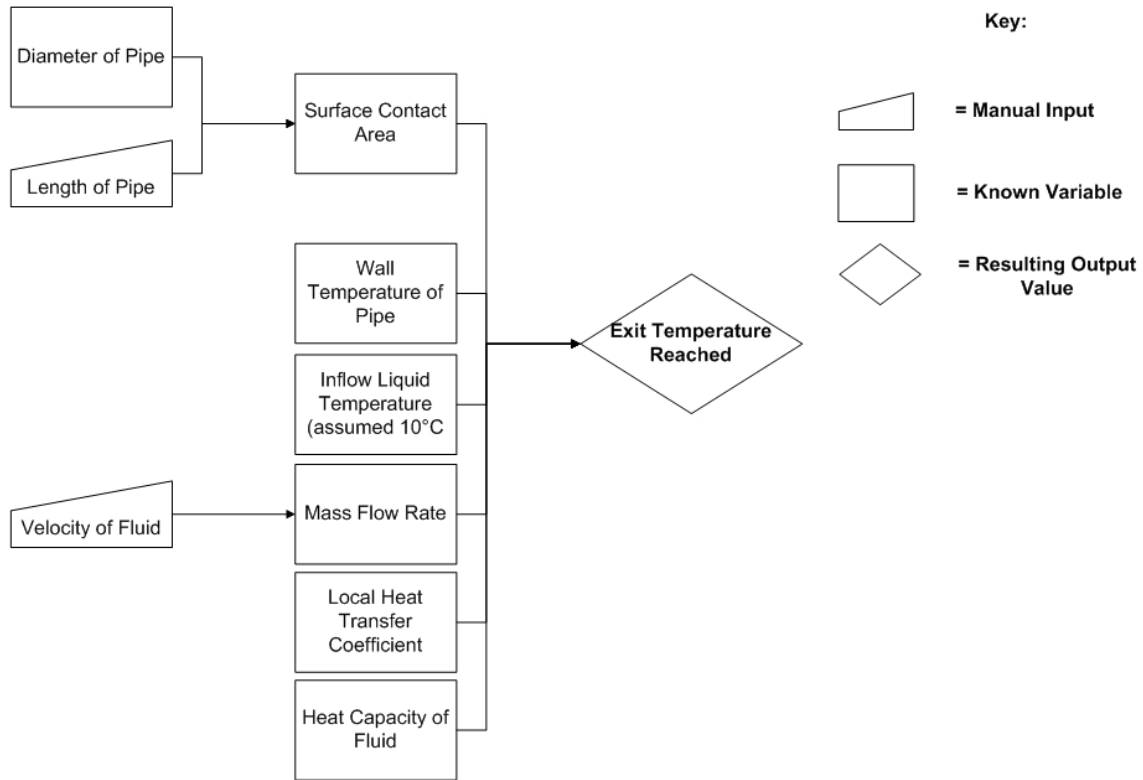 Diameter of Pipe
Length of Pipe
Surface Contact
Area
Wall
Temperature of
Pipe
Inflow Liquid
Temperature
(assumed 10°C
Velocity of Fluid
Mass Flow Rate
Local Heat
Transfer
Coefficient
Heat Capacity of
Fluid
Exit Temperature
Reached
Key:
= Manual Input
= Known Variable
= Resulting Output
Value